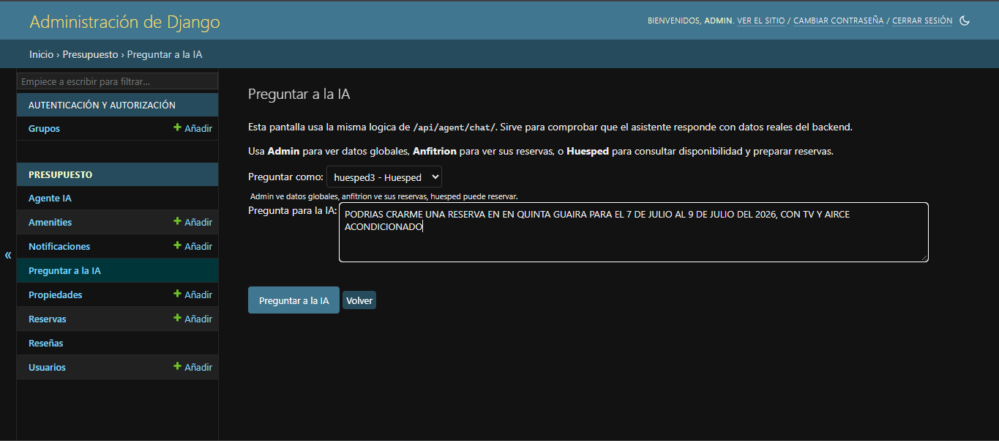 Administración de Django
BIENVENIDOS, ADMIN. VER EL SITIO / CAMBIAR CONTRASEÑA / CERRAR SESIÓN
Inicio › Presupuesto › Preguntar a la IA
Empiece a escribir para filtrar...
AUTENTICACIÓN Y AUTORIZACIÓN
Grupos + Añadir
PRESUPUESTO
Agente IA
Amenities + Añadir
Notificaciones + Añadir
Preguntar a la IA
Propiedades + Añadir
Reservas + Añadir
Reseñas
Usuarios + Añadir
«
Preguntar a la IA
Esta pantalla usa la misma logica de /api/agent/chat/. Sirve para comprobar que el asistente responde con datos reales del backend.
Usa Admin para ver datos globales, Anfitrion para ver sus reservas, o Huesped para consultar disponibilidad y preparar reservas.
Preguntar como: huesped3 - Huesped
Admin ve datos globales, anfitrion ve sus reservas, huesped puede reservar.
Pregunta para la IA: PODRIAS CRARME UNA RESERVA EN EN QUINTA GUAIRA PARA EL 7 DE JULIO AL 9 DE JULIO DEL 2026, CON TV Y AIRCE
ACONDICIONADO
Preguntar a la IA Volver